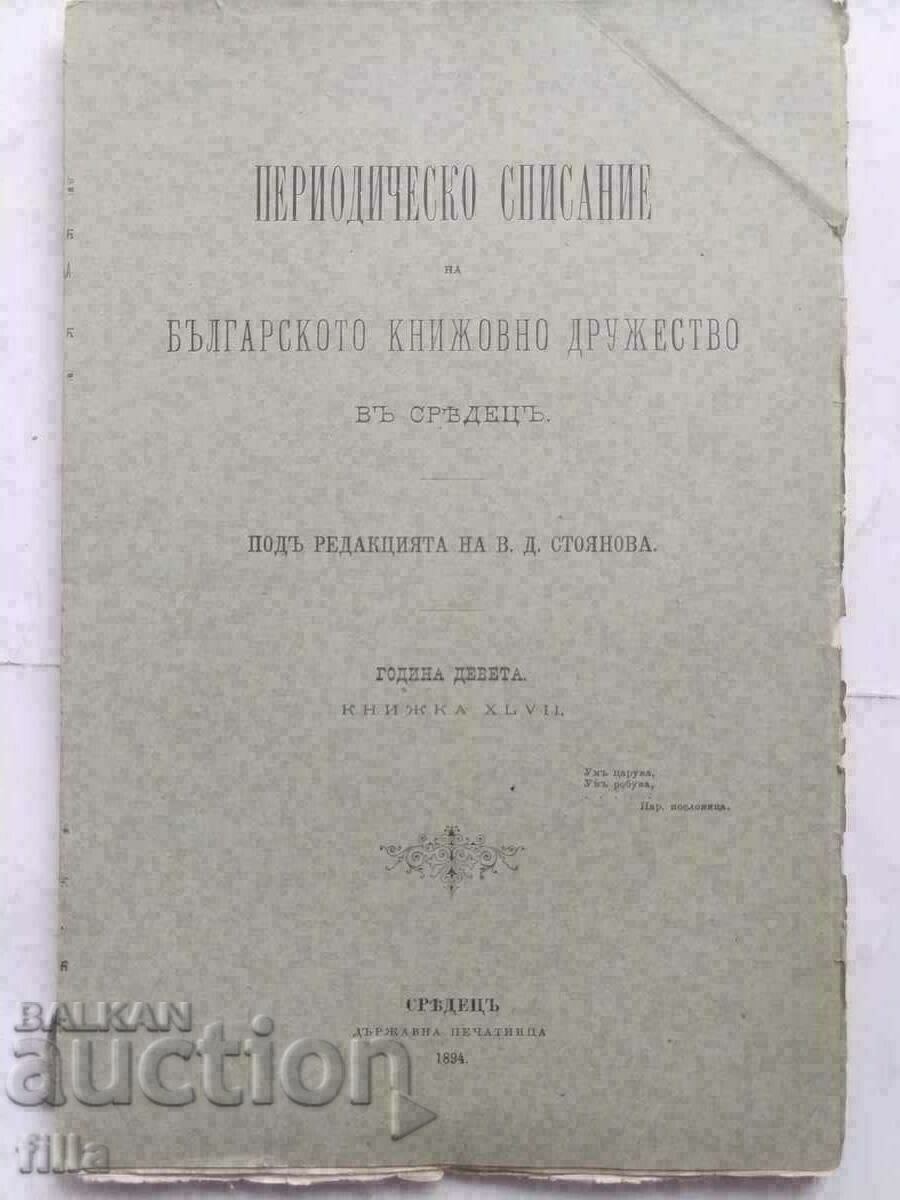 ПЕРИОДИЧЕСКО СПИСАНИЕ
НА
БЪЛГАРСКОТО КНИЖОВНО ДРУЖЕСТВО
ВЪ СРѢДЕЦЪ.
ПОДЪ РЕДАКЦИЯТА НА В. Д. СТОЯНОВА.
ГОДИНА ДЕВЕТА.
КНИЖКА XLVII.
Умъ царува,
Умъ робува,
Нар. пословица.
СРѢДЕЦЪ
ДЪРЖАВНА ПЕЧАТНИЦА
1894.
BALKAN
auction
filla